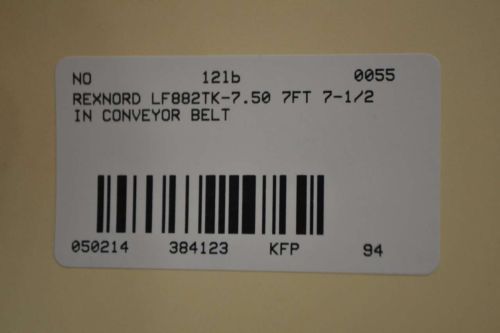 NO 121b 0055
REXNORD LF882TK-7.50 7FT 7-1/2
IN CONVEYOR BELT
050214 384123 KFP 94